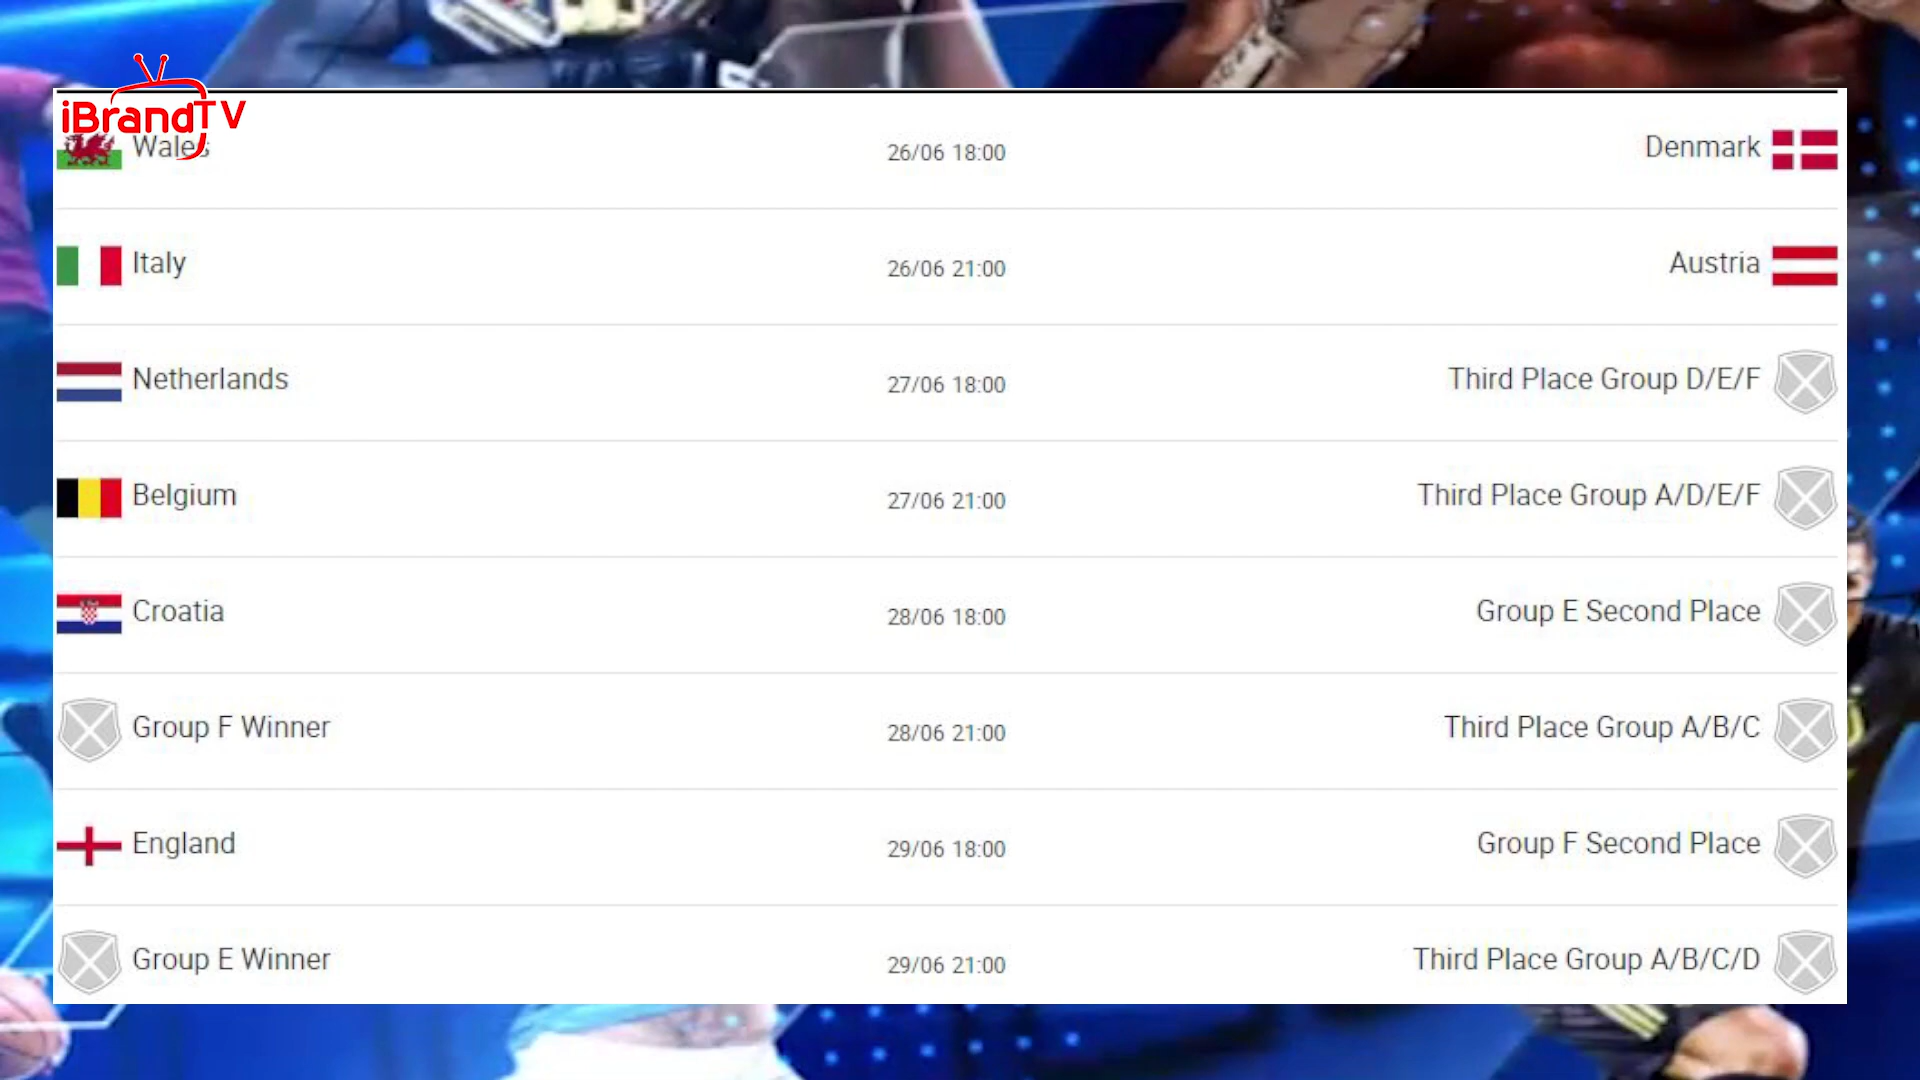 iBrandTV
Wales 26/06 18:00 Denmark
Italy 26/06 21:00 Austria
Netherlands 27/06 18:00 Third Place Group D/E/F
Belgium 27/06 21:00 Third Place Group A/D/E/F
Croatia 28/06 18:00 Group E Second Place
Group F Winner 28/06 21:00 Third Place Group A/B/C
England 29/06 18:00 Group F Second Place
Group E Winner 29/06 21:00 Third Place Group A/B/C/D